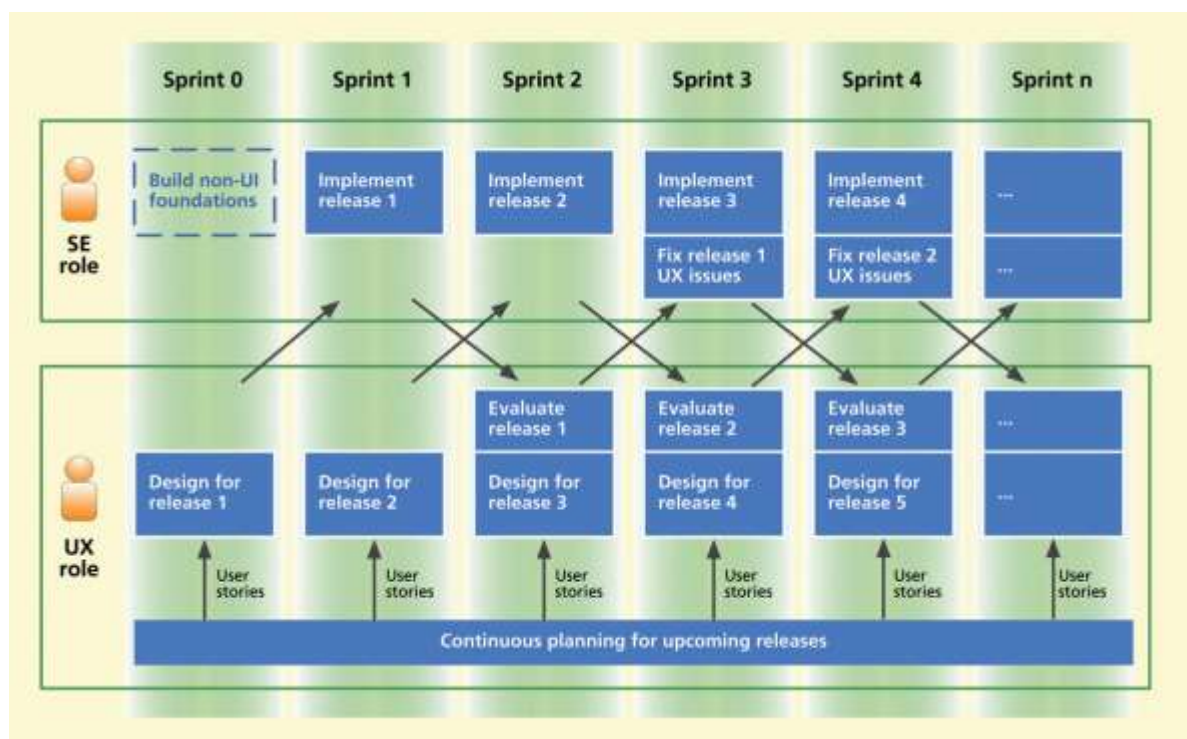 Sprint 0
Sprint 1
Sprint 2
Sprint 3
Sprint 4
Sprint n
SE
role
Build non-UI
foundations
Implement
release 1
Implement
release 2
Implement
release 3
Implement
release 4
...
Fix release 1
UX issues
Fix release 2
UX issues
...
UX
role
Evaluate
release 1
Evaluate
release 2
Evaluate
release 3
...
Design for
release 1
Design for
release 2
Design for
release 3
Design for
release 4
Design for
release 5
...
User
stories
User
stories
User
stories
User
stories
User
stories
User
stories
Continuous planning for upcoming releases